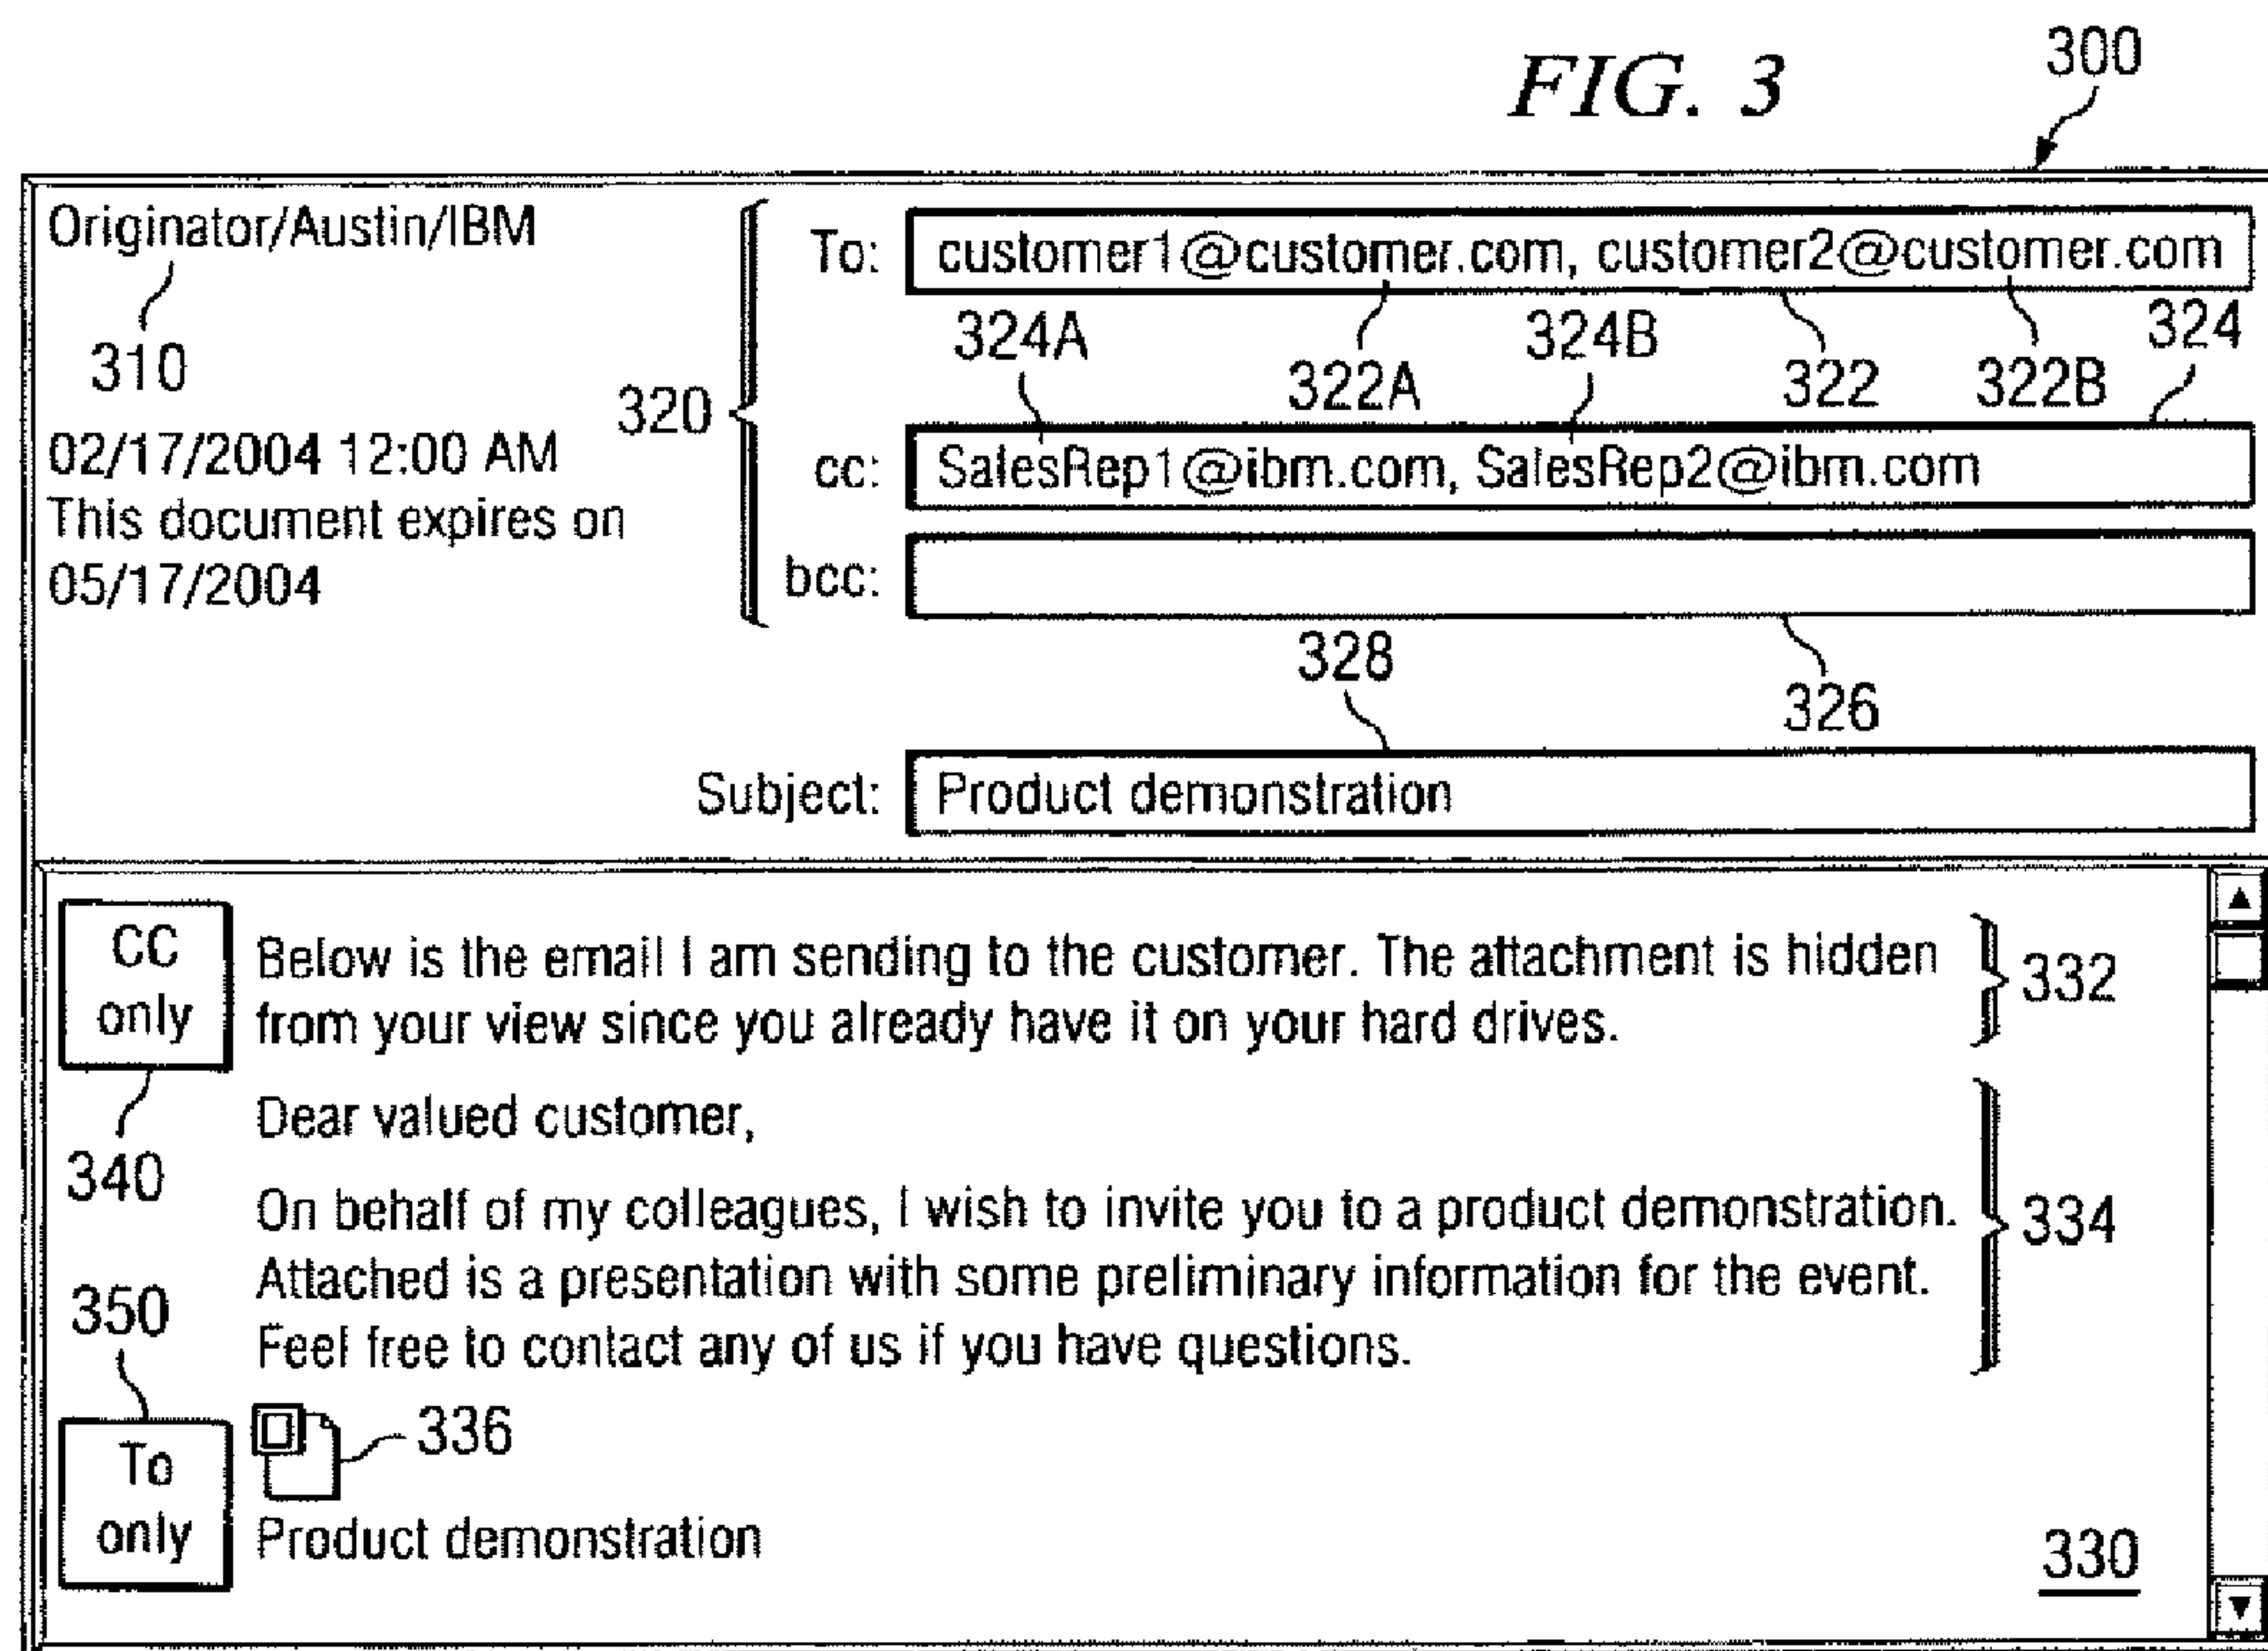 FIG. 3
300
Originator/Austin/IBM
310
02/17/2004 12:00 AM
This document expires on
05/17/2004
320
To: customer1@customer.com, customer2@customer.com
324A 322A 324B 322 322B 324
cc: SalesRep1@ibm.com, SalesRep2@ibm.com
bcc:
328
326
Subject: Product demonstration
CC
only
340
Below is the email I am sending to the customer. The attachment is hidden
from your view since you already have it on your hard drives.
332
Dear valued customer,
On behalf of my colleagues, I wish to invite you to a product demonstration.
Attached is a presentation with some preliminary information for the event.
Feel free to contact any of us if you have questions.
334
350
To
only
336
Product demonstration
330